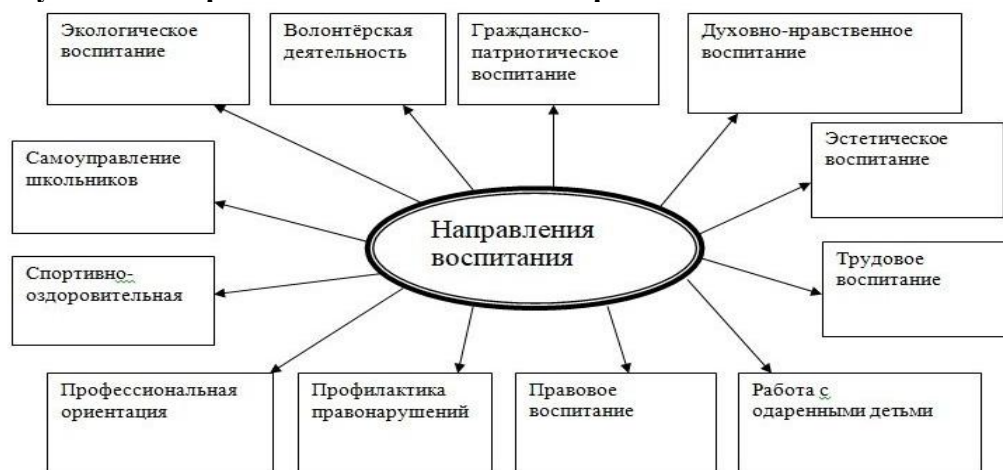 Экологическое
воспитание
Волонтёрская
деятельность
Гражданско-
патриотическое
воспитание
Духовно-нравственное
воспитание
Самоуправление
школьников
Эстетическое
воспитание
Направления
воспитания
Спортивно-
оздоровительная
Трудовое
воспитание
Профессиональная
ориентация
Профилактика
правонарушений
Правовое
воспитание
Работа с
одаренными детьми